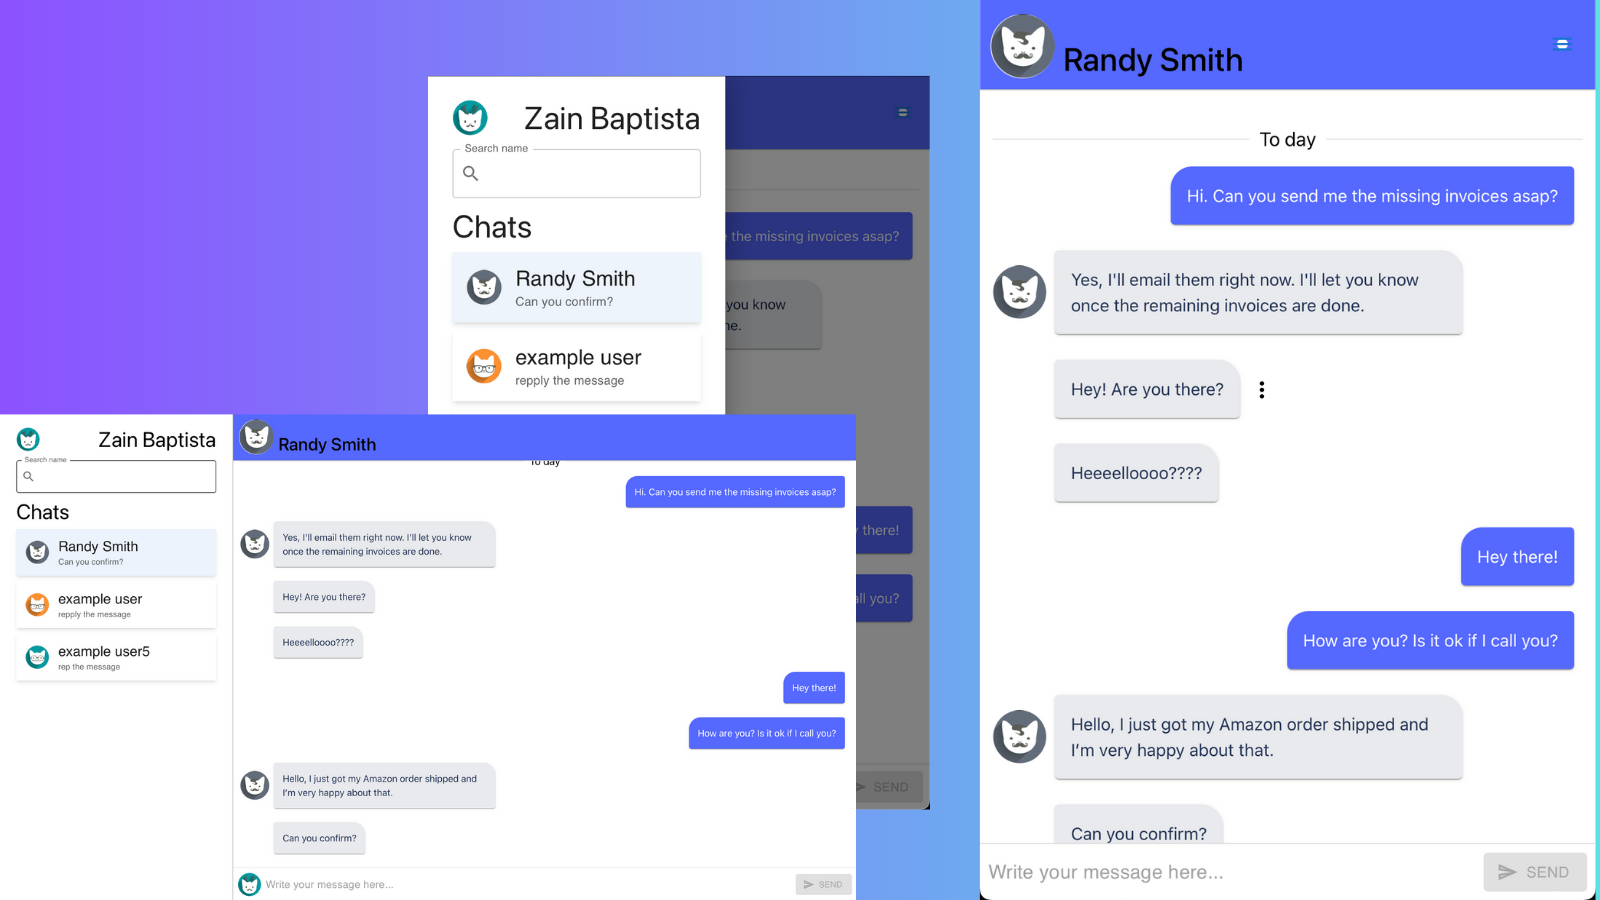 Zain Baptista
Search name
Chats
Randy Smith
Can you confirm?
example user
repply the message
the missing invoices asap?
you know
ne.
there!
all you?
SEND
Zain Baptista
Search name
Chats
Randy Smith
Can you confirm?
example user
repply the message
example user5
rep the message
Randy Smith
To day
Hi. Can you send me the missing invoices asap?
Yes, I'll email them right now. I'll let you know
once the remaining invoices are done.
Hey! Are you there?
Heeeelloooo????
Hey there!
How are you? Is it ok if I call you?
Hello, I just got my Amazon order shipped and
I'm very happy about that.
Can you confirm?
Write your message here...
SEND
Randy Smith
To day
Hi. Can you send me the missing invoices asap?
Yes, I'll email them right now. I'll let you know
once the remaining invoices are done.
Hey! Are you there?
Heeeelloooo????
Hey there!
How are you? Is it ok if I call you?
Hello, I just got my Amazon order shipped and
I'm very happy about that.
Can you confirm?
Write your message here...
SEND